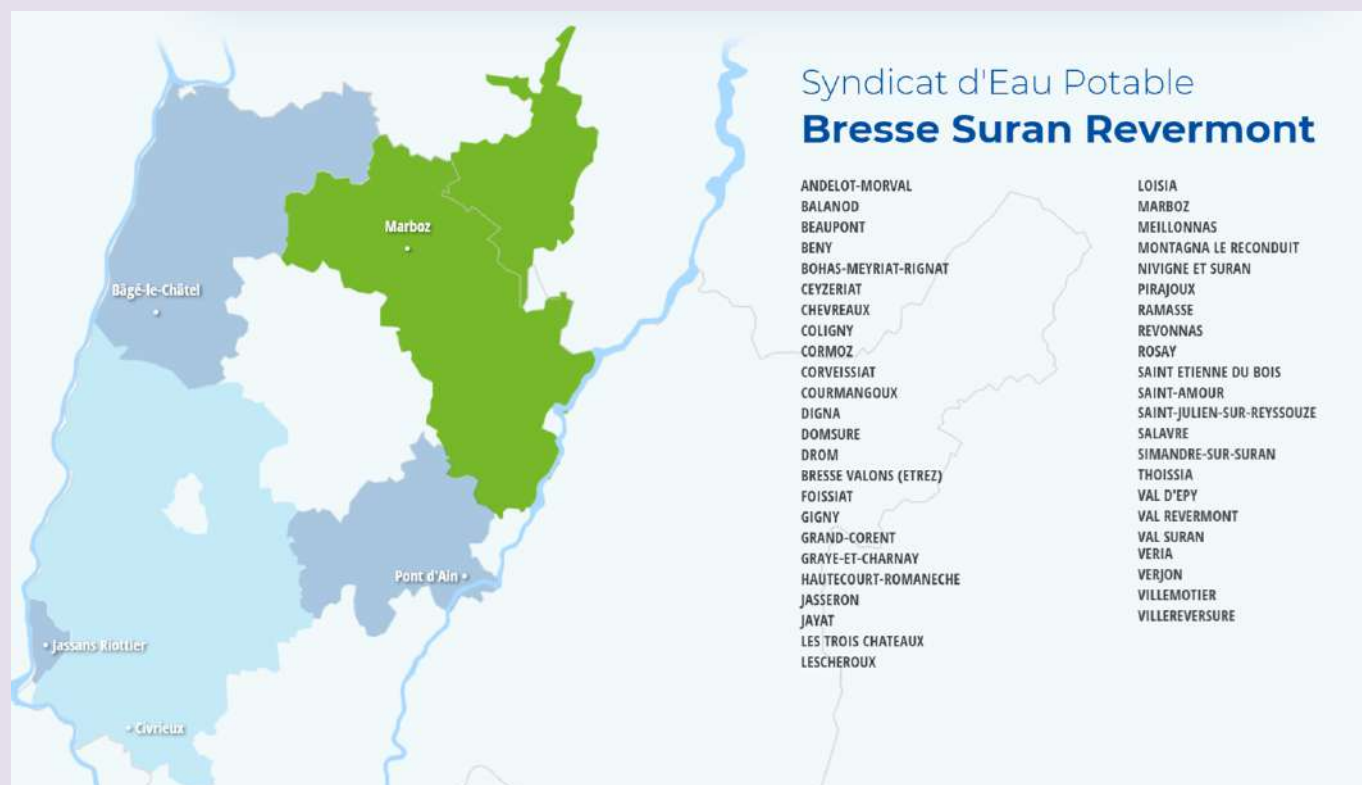 Syndicat d'Eau Potable
Bresse Suran Revermont
ANDELOT-MORVAL
BALANOD
BEAUPONT
BENY
BOHAS-MEYRIAT-RIGNAT
CEYZERIAT
CHEVREAUX
COLIGNY
CORMOZ
CORVEISSIAT
COURMANGOUX
DIGNA
DOMSURE
DROM
BRESSE VALONS (ETREZ)
FOISSIAT
GIGNY
GRAND-CORENT
GRAYE-ET-CHARNAY
HAUTECOURT-ROMANECHE
JASSERON
JAYAT
LES TROIS CHATEAUX
LESCHEROUX
LOISIA
MARBOZ
MEILLONNAS
MONTAGNA LE RECONDUIT
NIVIGNE ET SURAN
PIRAJOUX
RAMASSE
REVONNAS
ROSAY
SAINT ETIENNE DU BOIS
SAINT-AMOUR
SAINT-JULIEN-SUR-REYSSOUZE
SALAVRE
SIMANDRE-SUR-SURAN
THOISSIA
VAL D'EPY
VAL REVERMONT
VAL SURAN
VERIA
VERJON
VILLEMOTIER
VILLEREVERSURE
Marboz
Bâgé-le-Châtel
Pont d'Ain
Jassans Riottier
Civrieux